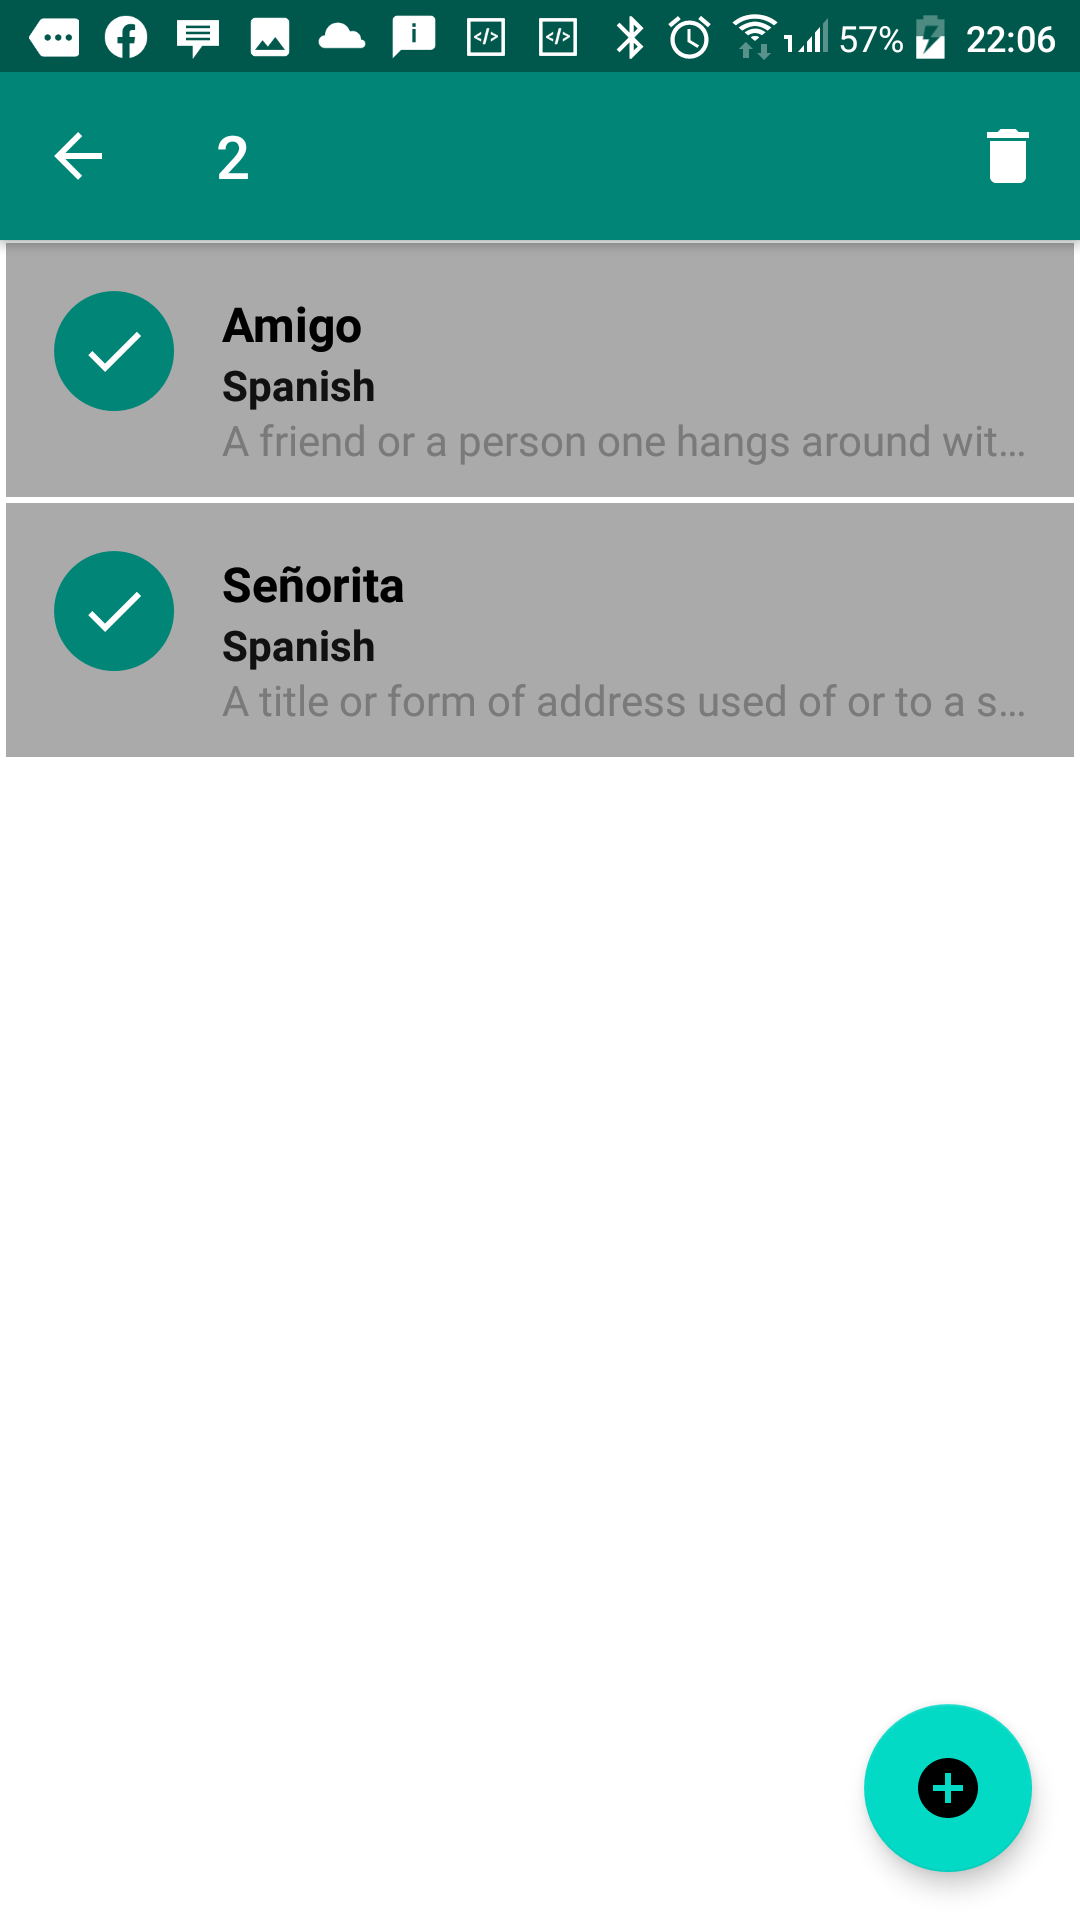 57% 22:06
2
Amigo
Spanish
A friend or a person one hangs around wit...
Señorita
Spanish
A title or form of address used of or to a s...